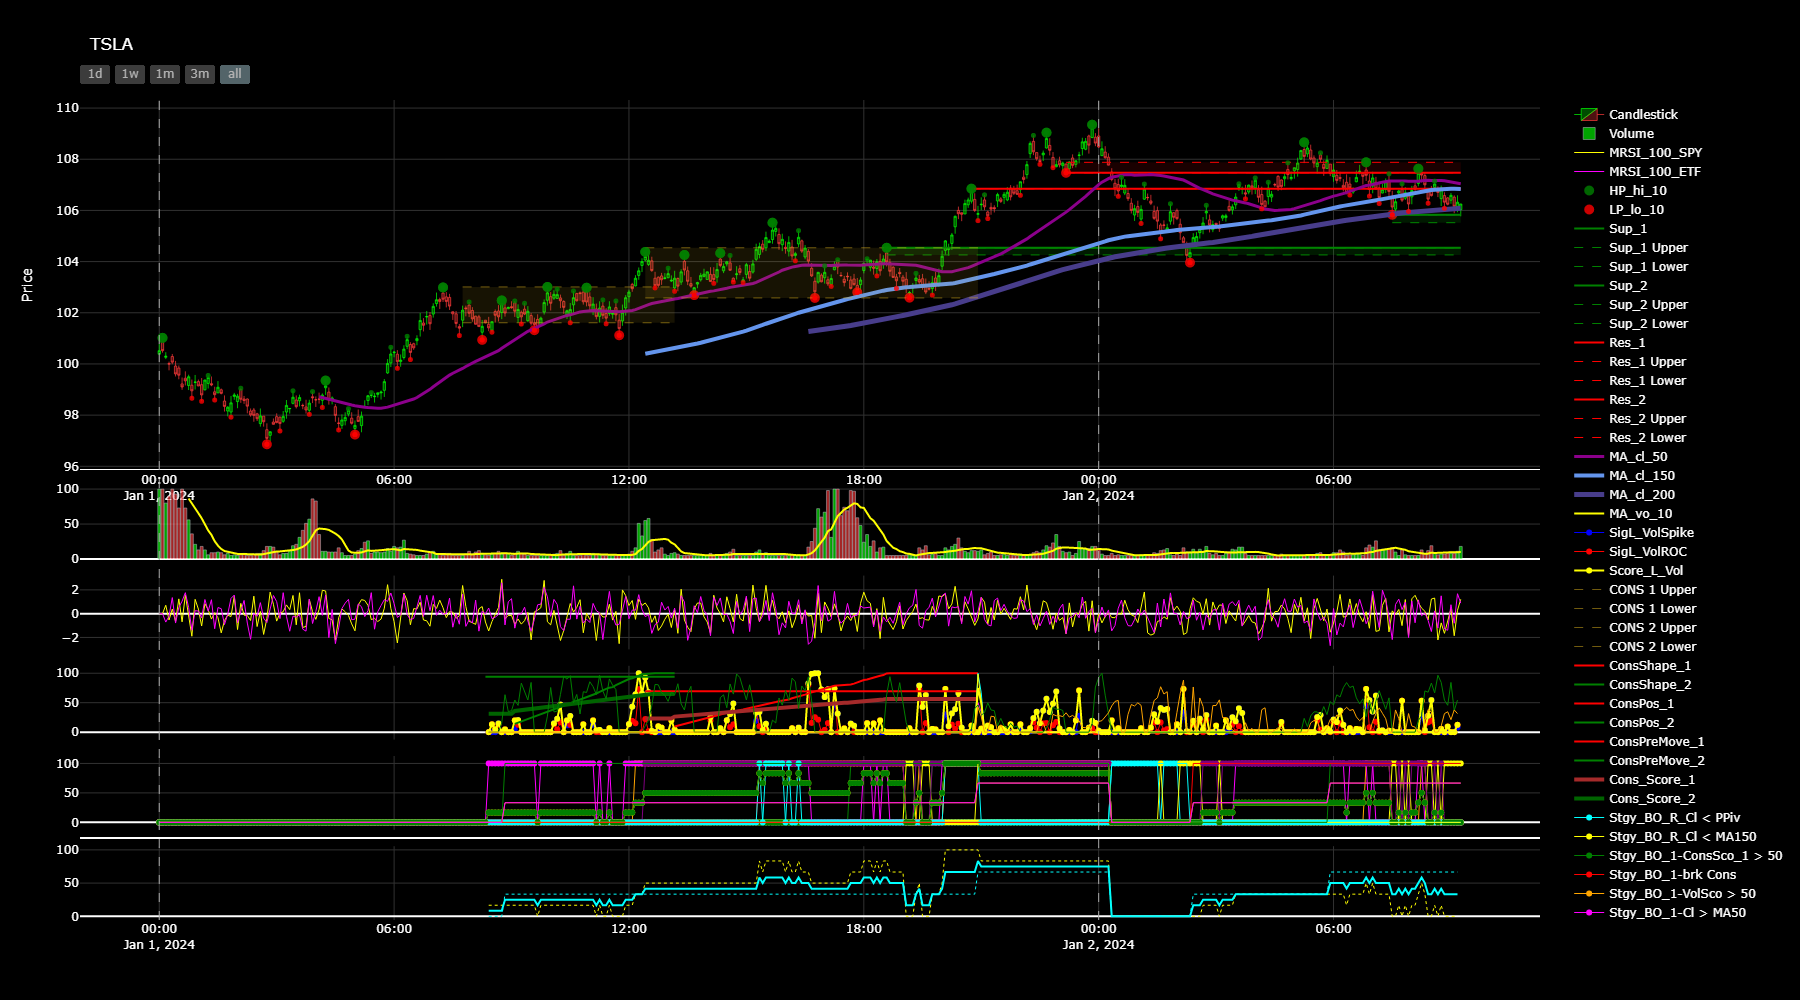 TSLA
1d 1w 1m 3m all
Price
110
108
106
104
102
100
98
96
00:00 06:00 12:00 18:00 00:00 06:00
Jan 1, 2024 Jan 2, 2024
100
50
0
2
0
−2
100
50
0
100
50
0
100
50
0
00:00 06:00 12:00 18:00 00:00 06:00
Jan 1, 2024 Jan 2, 2024
Candlestick
Volume
MRSI_100_SPY
MRSI_100_ETF
HP_hi_10
LP_lo_10
Sup_1
Sup_1 Upper
Sup_1 Lower
Sup_2
Sup_2 Upper
Sup_2 Lower
Res_1
Res_1 Upper
Res_1 Lower
Res_2
Res_2 Upper
Res_2 Lower
MA_cl_50
MA_cl_150
MA_cl_200
MA_vo_10
SigL_VolSpike
SigL_VolROC
Score_L_Vol
CONS 1 Upper
CONS 1 Lower
CONS 2 Upper
CONS 2 Lower
ConsShape_1
ConsShape_2
ConsPos_1
ConsPos_2
ConsPreMove_1
ConsPreMove_2
Cons_Score_1
Cons_Score_2
Stgy_BO_R_Cl < PPiv
Stgy_BO_R_Cl < MA150
Stgy_BO_1-ConsSco_1 > 50
Stgy_BO_1-brk Cons
Stgy_BO_1-VolSco > 50
Stgy_BO_1-Cl > MA50